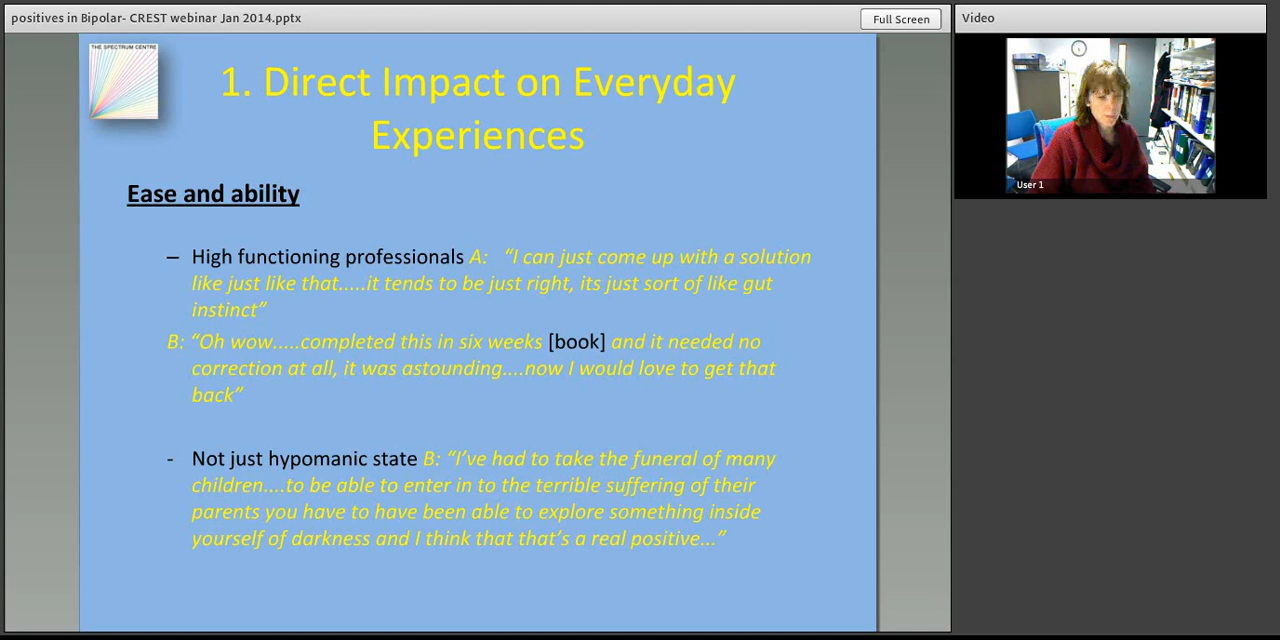 positives in Bipolar- CREST webinar Jan 2014.pptx
Full Screen
Video
THE SPECTRUM CENTRE
1. Direct Impact on Everyday
Experiences
User 1
Ease and ability
– High functioning professionals A: “I can just come up with a solution
like just like that.....it tends to be just right, its just sort of like gut
instinct”
B: “Oh wow.....completed this in six weeks [book] and it needed no
correction at all, it was astounding....now I would love to get that
back”
- Not just hypomanic state B: “I’ve had to take the funeral of many
children....to be able to enter in to the terrible suffering of their
parents you have to have been able to explore something inside
yourself of darkness and I think that that’s a real positive...”